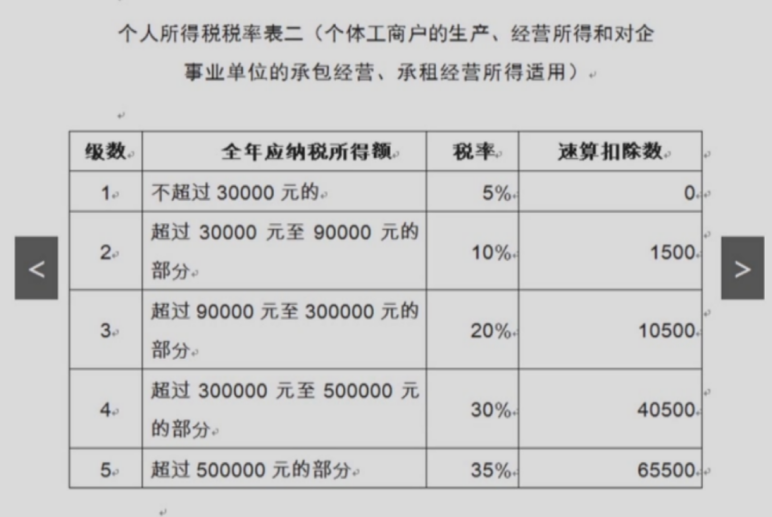 个人所得税税率表二（个体工商户的生产、经营所得和对企
事业单位的承包经营、承租经营所得适用）
级数 全年应纳税所得额 税率 速算扣除数
1 不超过 30000 元的 5% 0
2 超过 30000 元至 90000 元的
部分 10% 1500
3 超过 90000 元至 300000 元的
部分 20% 10500
4 超过 300000 元至 500000 元
的部分 30% 40500
5 超过 500000 元的部分 35% 65500
< >